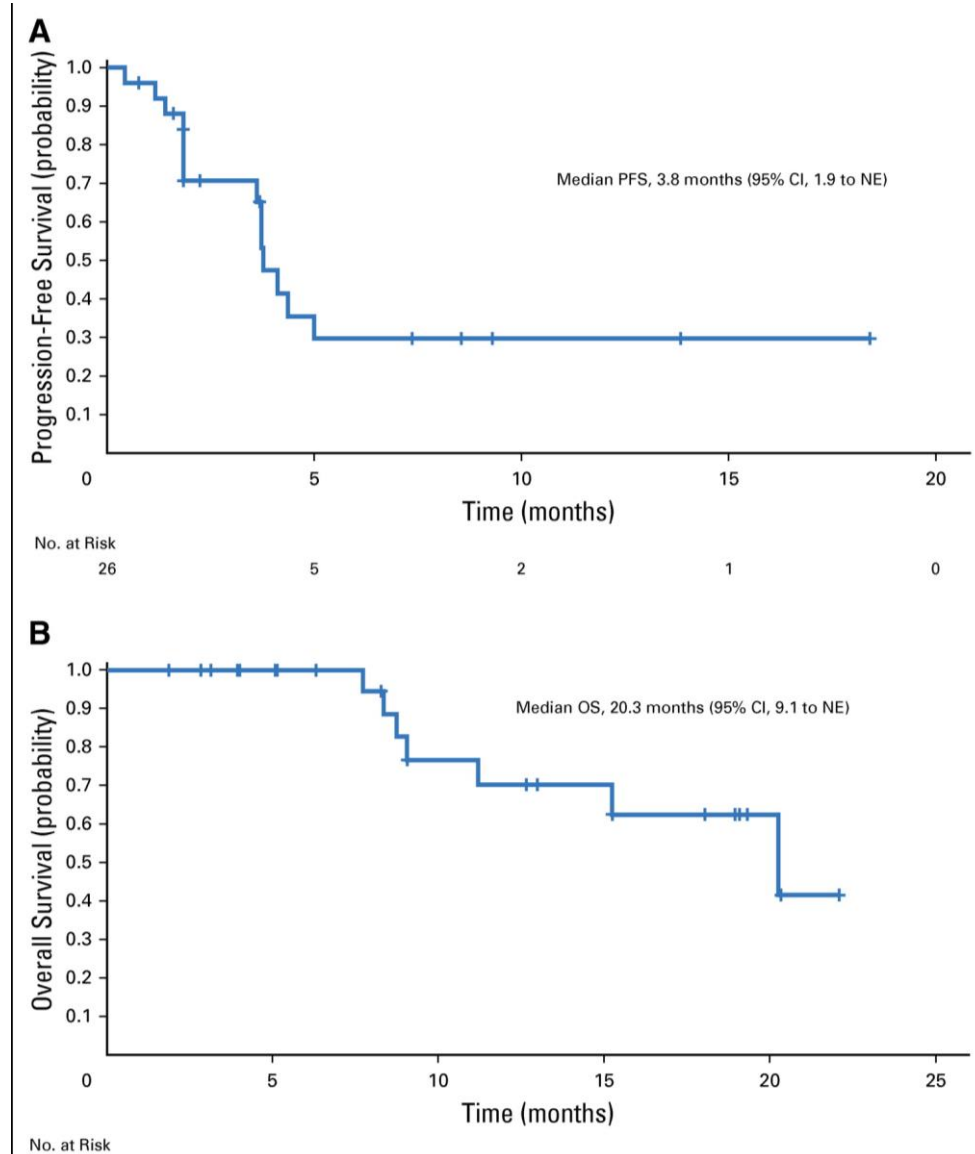 A
Progression-Free Survival (probability)
1.0
0.9
0.8
0.7
0.6
0.5
0.4
0.3
0.2
0.1
Median PFS, 3.8 months (95% CI, 1.9 to NE)
0 5 10 15 20
Time (months)
No. at Risk
26 5 2 1 0
B
Overall Survival (probability)
1.0
0.9
0.8
0.7
0.6
0.5
0.4
0.3
0.2
0.1
Median OS, 20.3 months (95% CI, 9.1 to NE)
0 5 10 15 20 25
Time (months)
No. at Risk